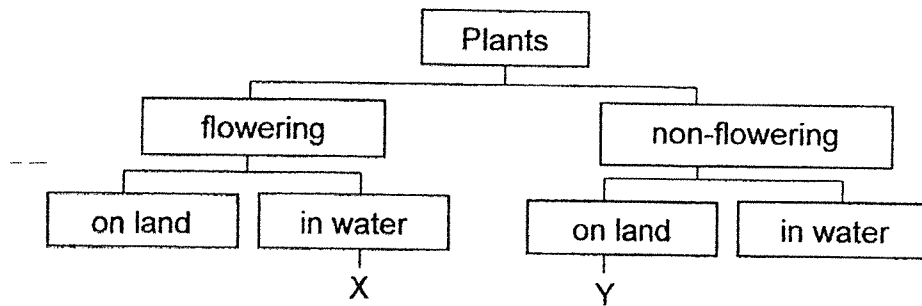 Plants
flowering
non-flowering
on land
in water
on land
in water
X
Y